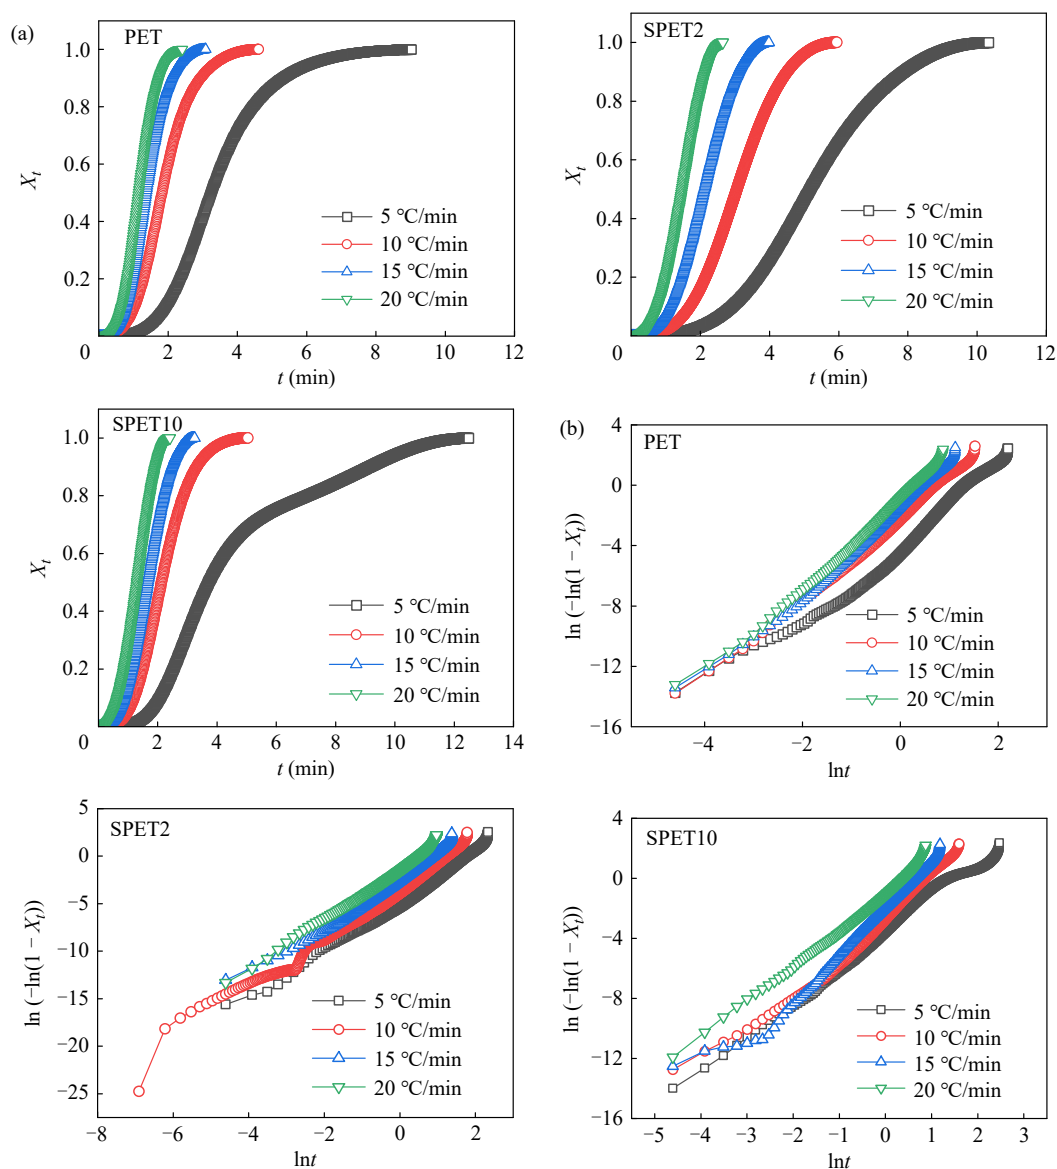 (a)
PET
1.0
0.8
0.6
0.4
0.2
0
2
4
6
8
10
12
X_t
t (min)
5 °C/min
10 °C/min
15 °C/min
20 °C/min
SPET2
1.0
0.8
0.6
0.4
0.2
0
2
4
6
8
10
12
X_t
t (min)
5 °C/min
10 °C/min
15 °C/min
20 °C/min
SPET10
1.0
0.8
0.6
0.4
0.2
0
2
4
6
8
10
12
14
X_t
t (min)
5 °C/min
10 °C/min
15 °C/min
20 °C/min
(b)
PET
4
0
−4
−8
−12
−16
−4
−2
0
2
ln (−ln(1 − X_t))
lnt
5 °C/min
10 °C/min
15 °C/min
20 °C/min
SPET2
5
0
−5
−10
−15
−20
−25
−8
−6
−4
−2
0
2
ln (−ln(1 − X_t))
lnt
5 °C/min
10 °C/min
15 °C/min
20 °C/min
SPET10
4
0
−4
−8
−12
−16
−5
−4
−3
−2
−1
0
1
2
3
ln (−ln(1 − X_t))
lnt
5 °C/min
10 °C/min
15 °C/min
20 °C/min